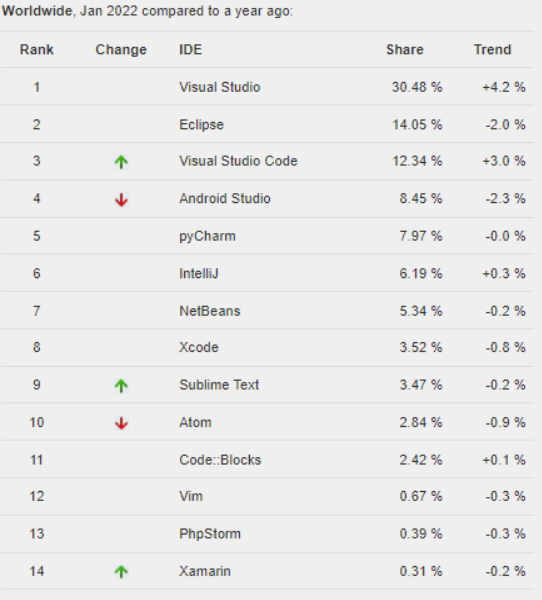 Worldwide, Jan 2022 compared to a year ago:
Rank Change IDE Share Trend
1 Visual Studio 30.48 % +4.2 %
2 Eclipse 14.05 % -2.0 %
3 Visual Studio Code 12.34 % +3.0 %
4 Android Studio 8.45 % -2.3 %
5 pyCharm 7.97 % -0.0 %
6 IntelliJ 6.19 % +0.3 %
7 NetBeans 5.34 % -0.2 %
8 Xcode 3.52 % -0.8 %
9 Sublime Text 3.47 % -0.2 %
10 Atom 2.84 % -0.9 %
11 Code::Blocks 2.42 % +0.1 %
12 Vim 0.67 % -0.3 %
13 PhpStorm 0.39 % -0.3 %
14 Xamarin 0.31 % -0.2 %